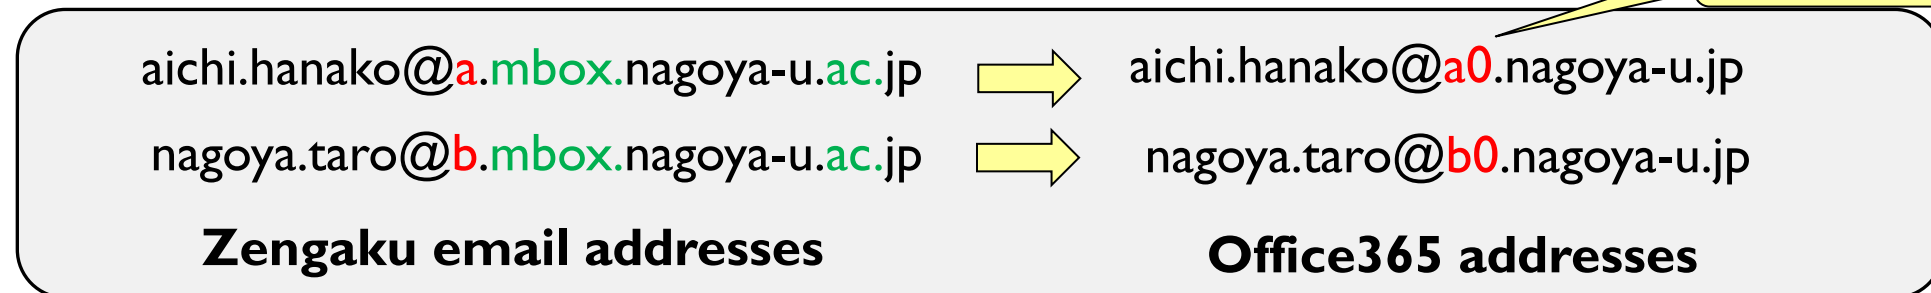 aichi.hanako@a.mbox.nagoya-u.ac.jp aichi.hanako@a0.nagoya-u.jp
nagoya.taro@b.mbox.nagoya-u.ac.jp nagoya.taro@b0.nagoya-u.jp
Zengaku email addresses Office365 addresses